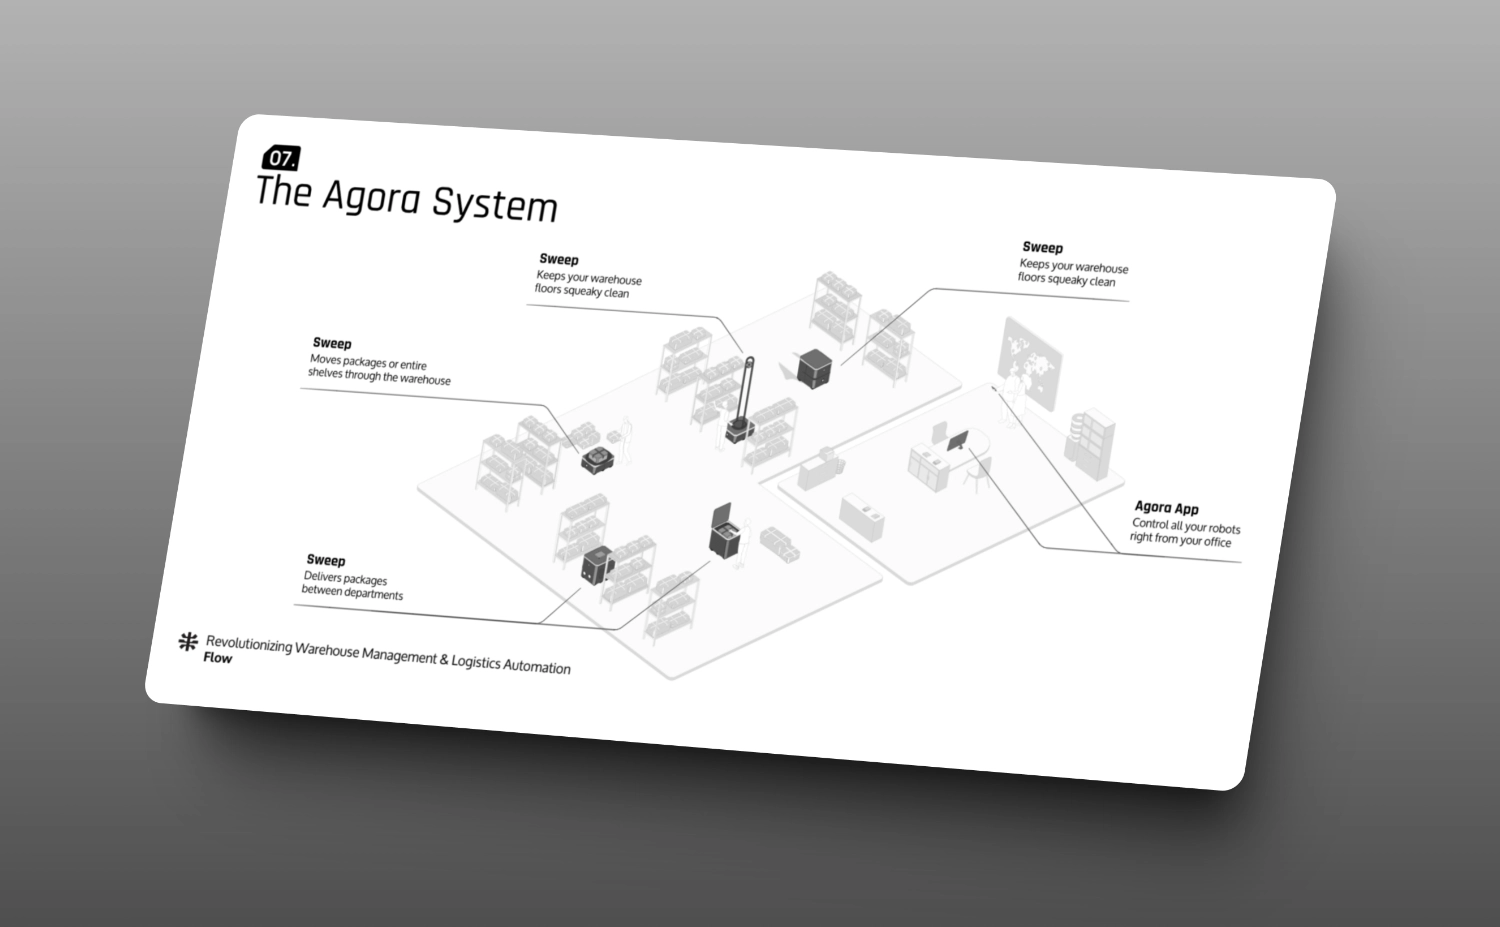 07.
The Agora System
Sweep
Keeps your warehouse
floors squeaky clean
Sweep
Keeps your warehouse
floors squeaky clean
Sweep
Moves packages or entire
shelves through the warehouse
Agora App
Control all your robots
right from your office
Sweep
Delivers packages
between departments
Revolutionizing Warehouse Management & Logistics Automation
Flow